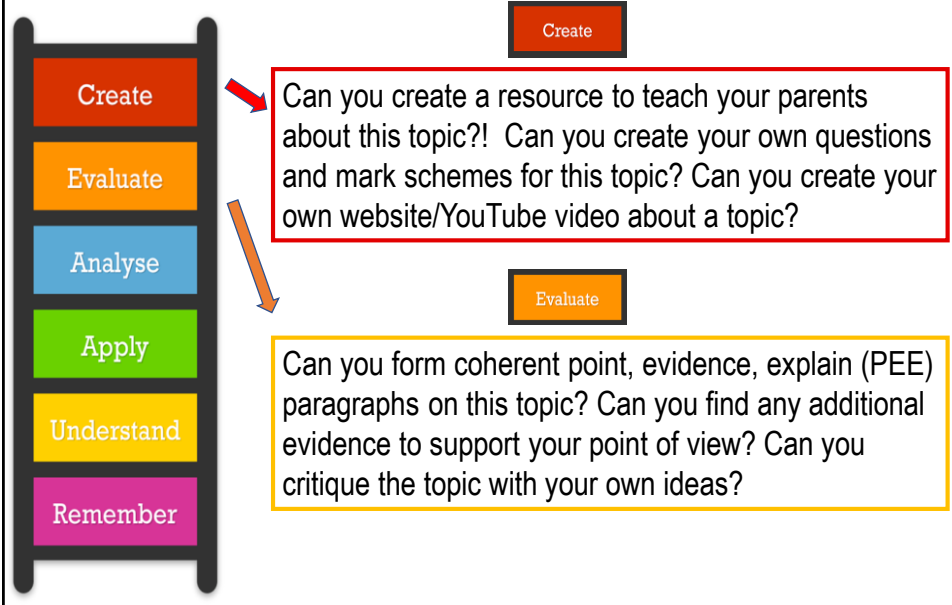 Create
Evaluate
Analyse
Apply
Understand
Remember
Create
Can you create a resource to teach your parents
about this topic?! Can you create your own questions
and mark schemes for this topic? Can you create your
own website/YouTube video about a topic?
Evaluate
Can you form coherent point, evidence, explain (PEE)
paragraphs on this topic? Can you find any additional
evidence to support your point of view? Can you
critique the topic with your own ideas?